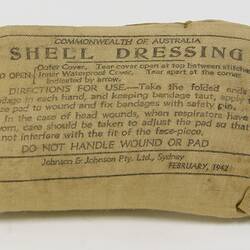 COMMONWEALTH OF AUSTRALIA
SHELL DRESSING
Outer Cover, Tear cover open at top between stitches
TO OPEN: Inner Waterproof Cover, Tear apart at the corner
indicated by arrow.
DIRECTIONS FOR USE.—Take the folded ends
bandage in each hand, and keeping bandage taut, apply
pad to wound and fix bandages with safety pin.
In the case of head wounds, when respirators have
worn, care should be taken to adjust the pad so that
not interfere with the fit of the face-piece.
DO NOT HANDLE WOUND OR PAD
Johnson & Johnson Pty. Ltd., Sydney
FEBRUARY, 1942